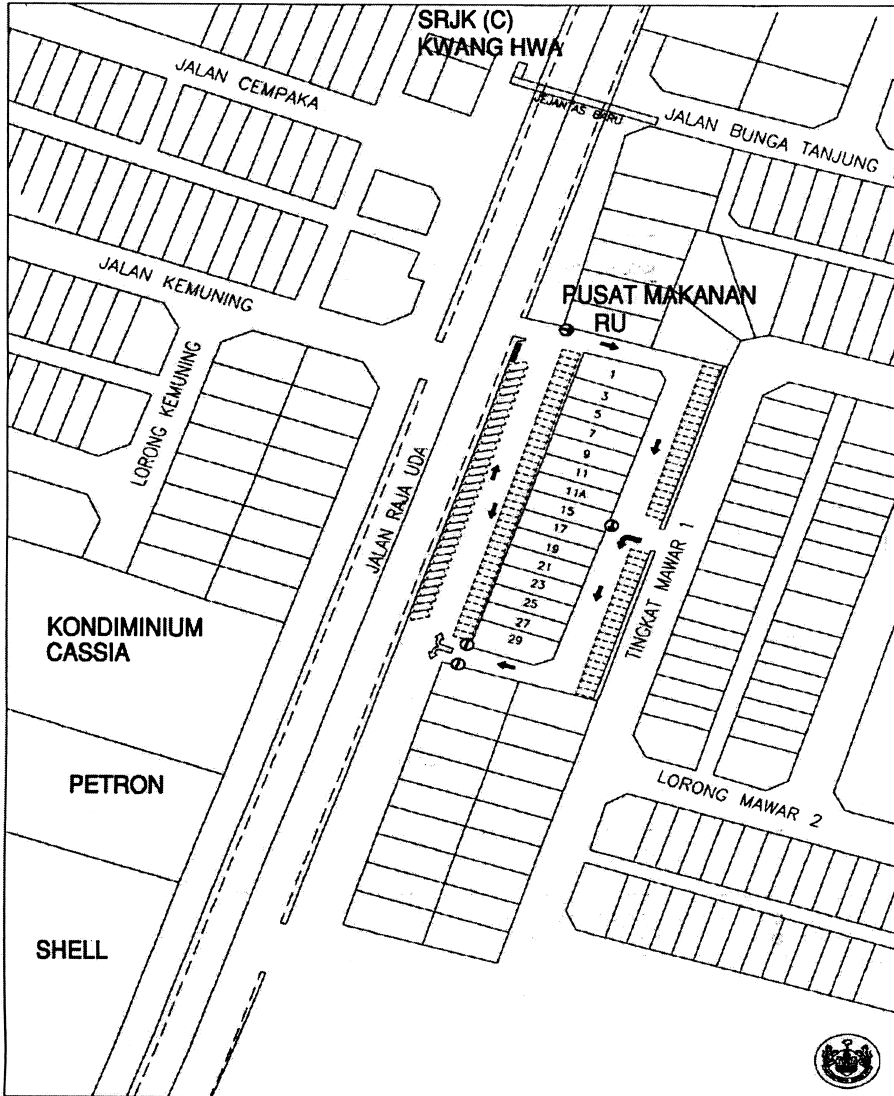 SRJK (C)
KWANG HWA
JALAN CEMPAKA
JEJANTAS BARU
JALAN BUNGA TANJUNG
JALAN KEMUNING
PUSAT MAKANAN
RU
LORONG KEMUNING
1
3
5
7
9
11
11A
15
17
19
21
23
25
27
29
JALAN RAJA UDA
TINGKAT MAWAR 1
KONDIMINIUM
CASSIA
PETRON
LORONG MAWAR 2
SHELL